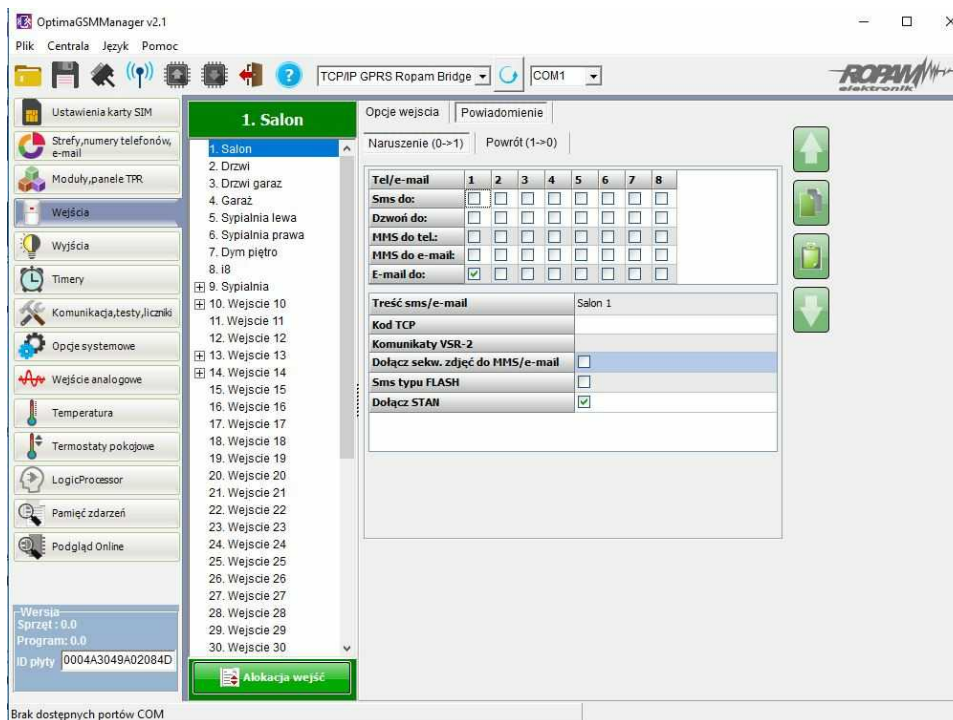 OptimaGSMManager v2.1
Plik Centrala Język Pomoc
TCP/IP GPRS Ropam Bridge
COM1
ROPAM
elektronik
Ustawienia karty SIM
Strefy,numery telefonów,
e-mail
Moduły,panele TPR
Wejścia
Wyjścia
Timery
Komunikacja,testy,liczniki
Opcje systemowe
Wejście analogowe
Temperatura
Termostaty pokojowe
LogicProcessor
Pamięć zdarzeń
Podgląd Online
Wersja
Sprzęt : 0.0
Program: 0.0
ID płyty 0004A3049A02084D
1. Salon
1. Salon
2. Drzwi
3. Drzwi garaz
4. Garaż
5. Sypialnia lewa
6. Sypialnia prawa
7. Dym piętro
8. i8
9. Sypialnia
10. Wejscie 10
11. Wejscie 11
12. Wejscie 12
13. Wejscie 13
14. Wejscie 14
15. Wejscie 15
16. Wejscie 16
17. Wejscie 17
18. Wejscie 18
19. Wejscie 19
20. Wejscie 20
21. Wejscie 21
22. Wejscie 22
23. Wejscie 23
24. Wejscie 24
25. Wejscie 25
26. Wejscie 26
27. Wejscie 27
28. Wejscie 28
29. Wejscie 29
30. Wejscie 30
Alokacja wejść
Opcje wejscia Powiadomienie
Naruszenie (0->1) Powrót (1->0)
Tel/e-mail 1 2 3 4 5 6 7 8
Sms do:
Dzwoń do:
MMS do tel.:
MMS do e-mail:
E-mail do:
Treść sms/e-mail Salon 1
Kod TCP
Komunikaty VSR-2
Dołącz sekw. zdjęć do MMS/e-mail
Sms typu FLASH
Dołącz STAN
Brak dostępnych portów COM